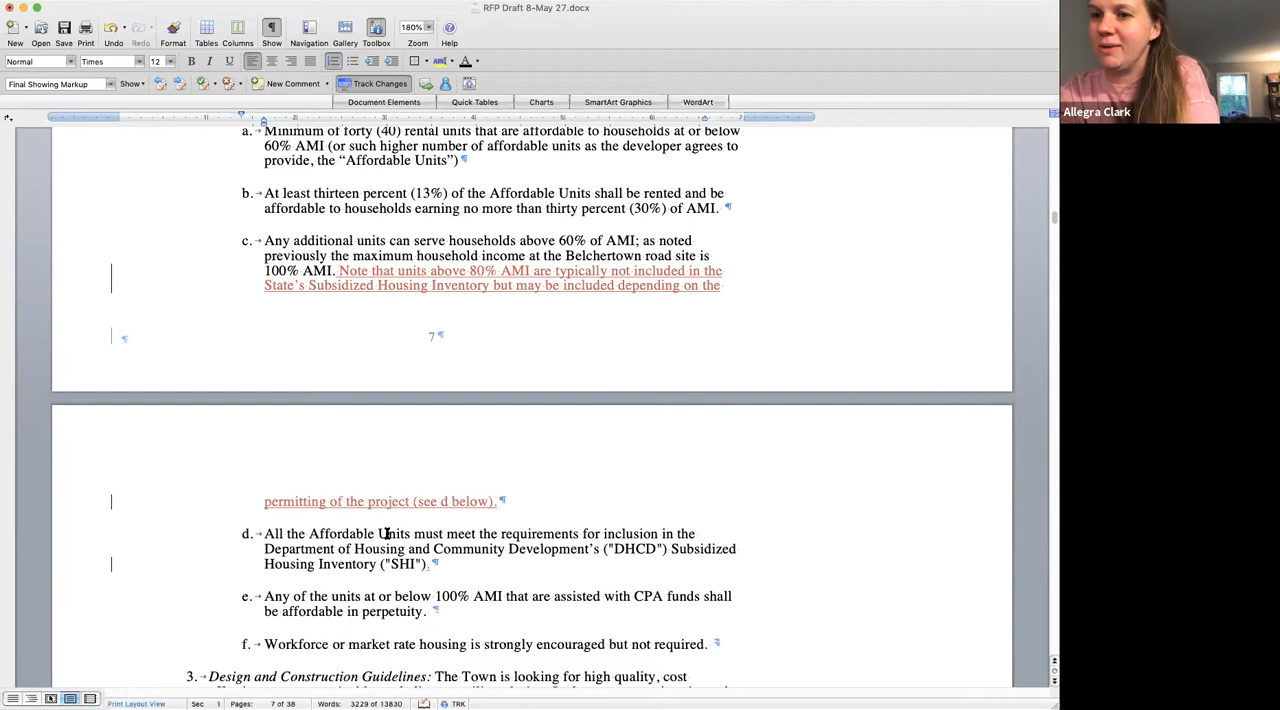 RFP Draft 8-May 27.docx
New Open Save Print Undo Redo Format Tables Columns Show Navigation Gallery Toolbox Zoom Help
180%
Normal Times 12 B I U ABC A
Final Showing Markup Show New Comment Track Changes
Document Elements Quick Tables Charts SmartArt Graphics WordArt
1 2 3 4 5 6 7
Allegra Clark
a. Minimum of forty (40) rental units that are affordable to households at or below
60% AMI (or such higher number of affordable units as the developer agrees to
provide, the “Affordable Units”) ¶
b. At least thirteen percent (13%) of the Affordable Units shall be rented and be
affordable to households earning no more than thirty percent (30%) of AMI. ¶
c. Any additional units can serve households above 60% of AMI; as noted
previously the maximum household income at the Belchertown road site is
100% AMI. Note that units above 80% AMI are typically not included in the
State’s Subsidized Housing Inventory but may be included depending on the
¶ 7 ¶
permitting of the project (see d below). ¶
d. All the Affordable Units must meet the requirements for inclusion in the
Department of Housing and Community Development’s ("DHCD") Subsidized
Housing Inventory ("SHI"). ¶
e. Any of the units at or below 100% AMI that are assisted with CPA funds shall
be affordable in perpetuity. ¶
f. Workforce or market rate housing is strongly encouraged but not required. ¶
3. Design and Construction Guidelines: The Town is looking for high quality, cost
Print Layout View Sec 1 Pages: 7 of 38 Words: of 13830 TRK